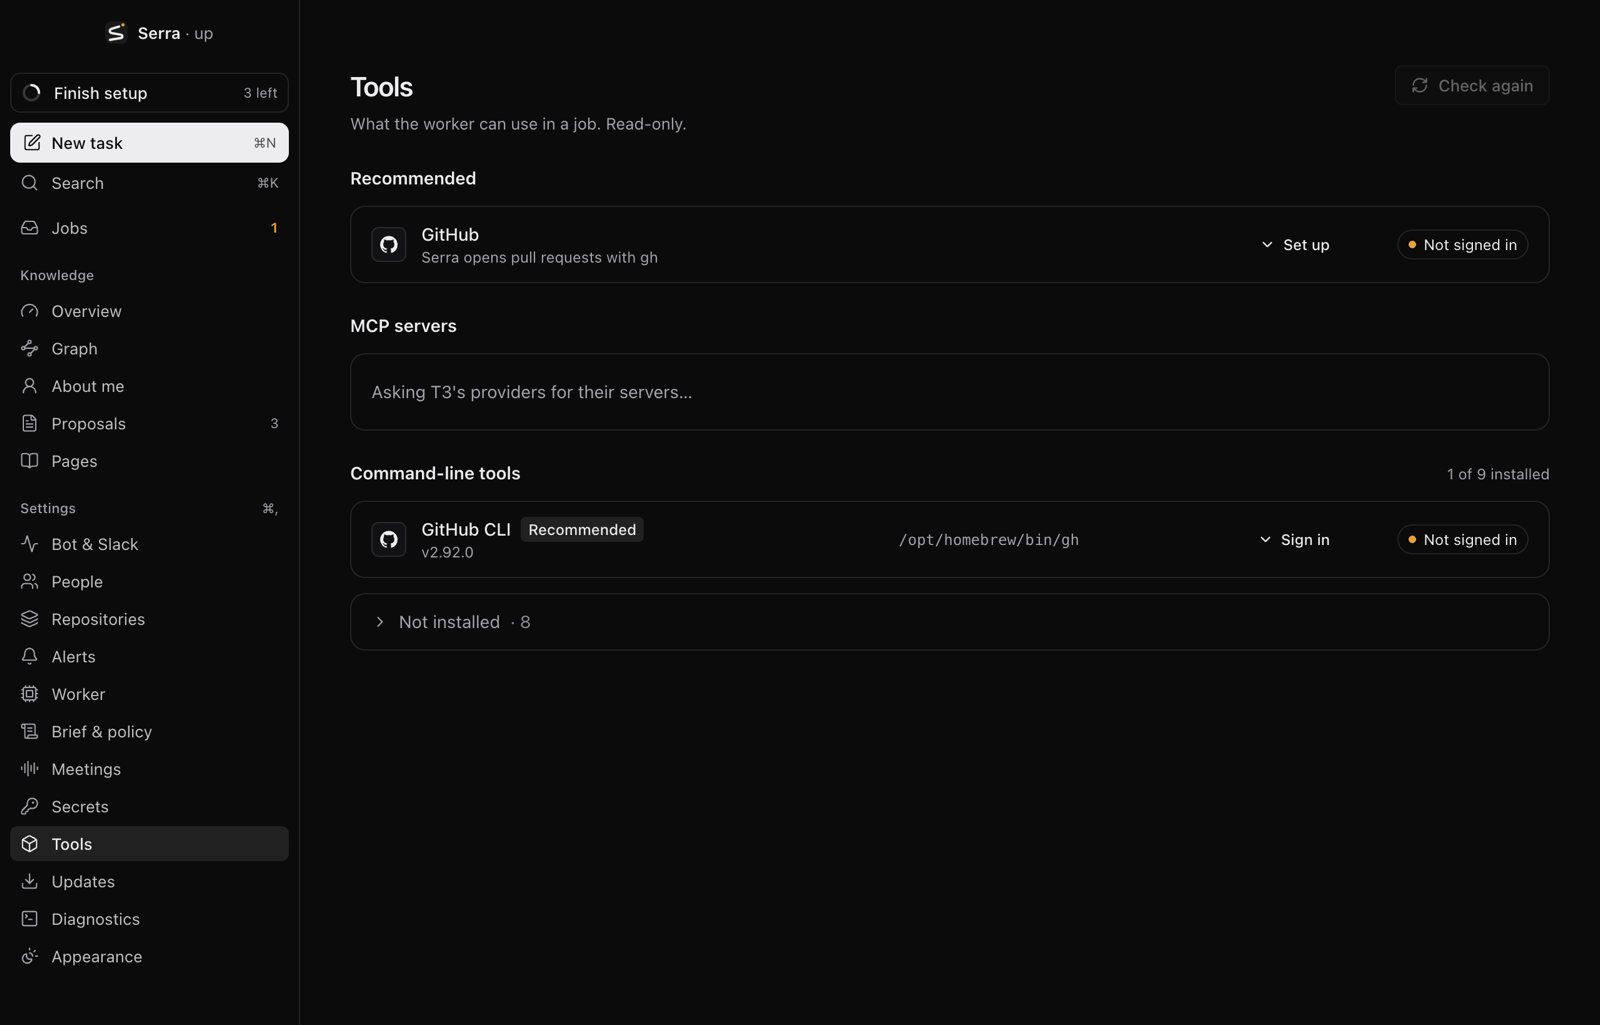 Serra · up
Finish setup 3 left
New task ⌘N
Search ⌘K
Jobs 1
Knowledge
Overview
Graph
About me
Proposals 3
Pages
Settings ⌘,
Bot & Slack
People
Repositories
Alerts
Worker
Brief & policy
Meetings
Secrets
Tools
Updates
Diagnostics
Appearance
Tools
Check again
What the worker can use in a job. Read-only.
Recommended
GitHub
Serra opens pull requests with gh
Set up
Not signed in
MCP servers
Asking T3's providers for their servers...
Command-line tools
1 of 9 installed
GitHub CLI Recommended
v2.92.0
/opt/homebrew/bin/gh
Sign in
Not signed in
Not installed · 8